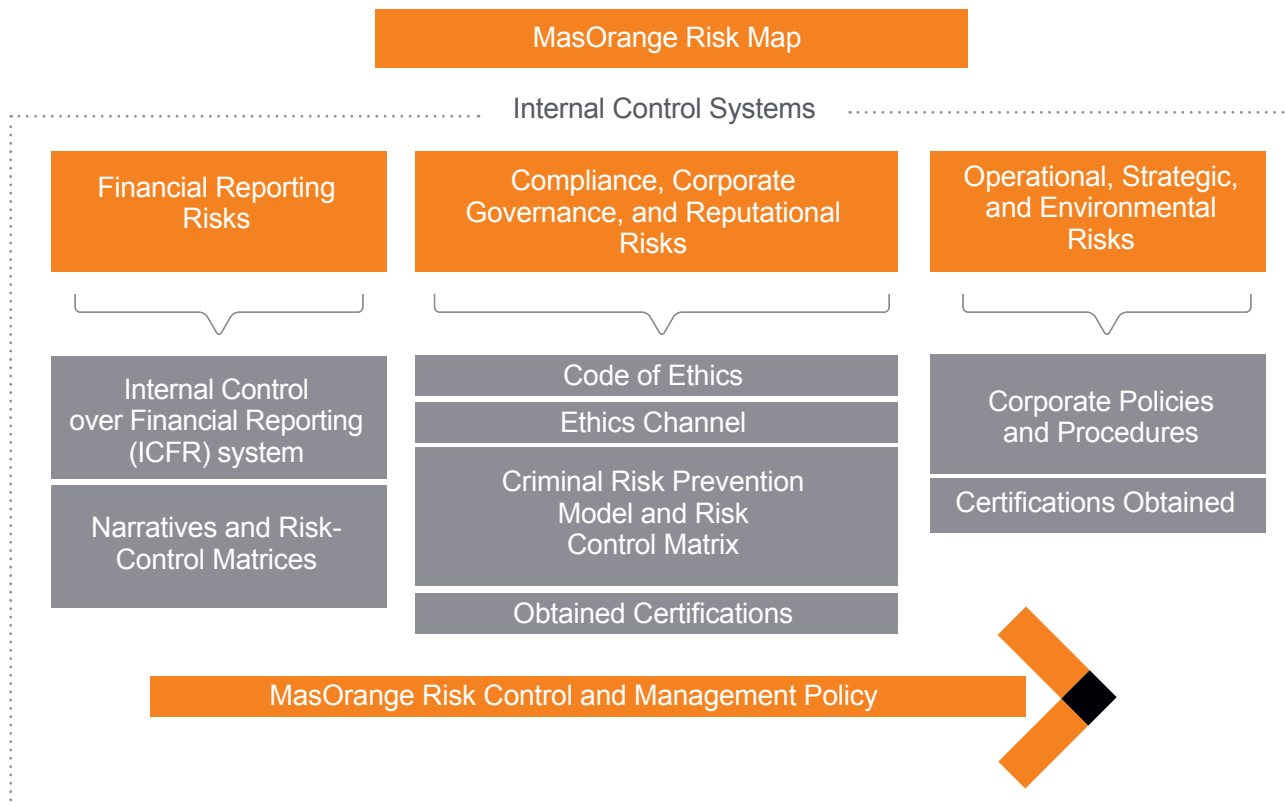 MasOrange Risk Map
Internal Control Systems
Financial Reporting
Risks
Compliance, Corporate
Governance, and Reputational
Risks
Operational, Strategic,
and Environmental
Risks
Internal Control
over Financial Reporting
(ICFR) system
Narratives and Risk-
Control Matrices
Code of Ethics
Ethics Channel
Criminal Risk Prevention
Model and Risk
Control Matrix
Obtained Certifications
Corporate Policies
and Procedures
Certifications Obtained
MasOrange Risk Control and Management Policy